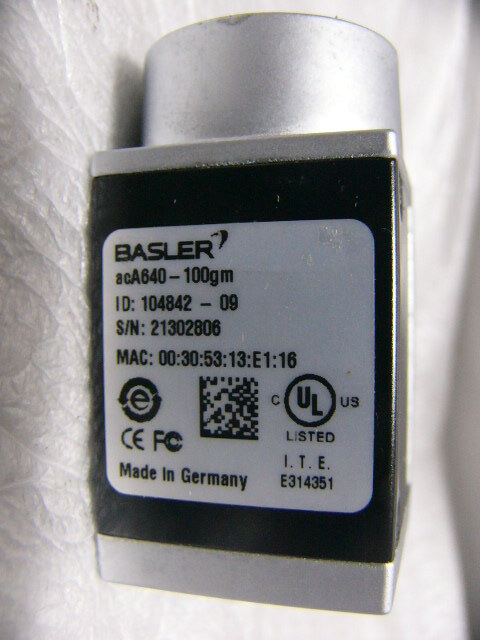 BASLER
acA640-100gm
ID: 104842 - 09
S/N: 21302806
MAC: 00:30:53:13:E1:16
e
C UL US
LISTED
CE FC
I. T. E.
Made in Germany
E314351